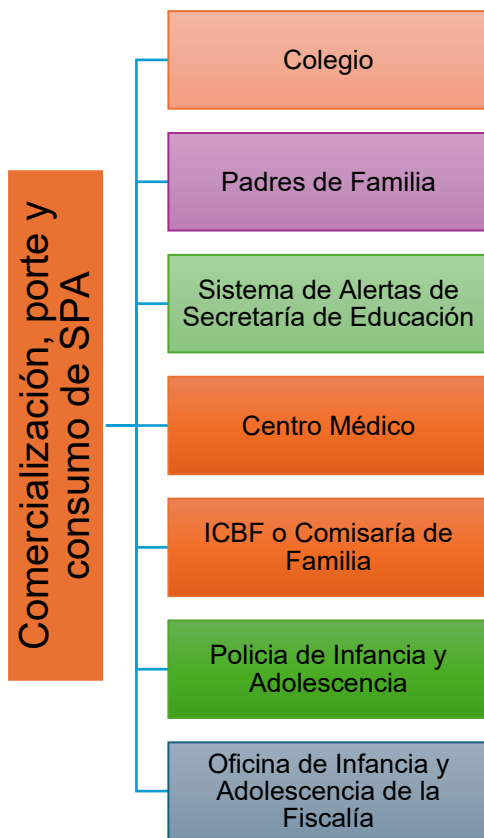 Comercialización, porte y
consumo de SPA
Colegio
Padres de Familia
Sistema de Alertas de
Secretaría de Educación
Centro Médico
ICBF o Comisaría de
Familia
Policia de Infancia y
Adolescencia
Oficina de Infancia y
Adolescencia de la
Fiscalía